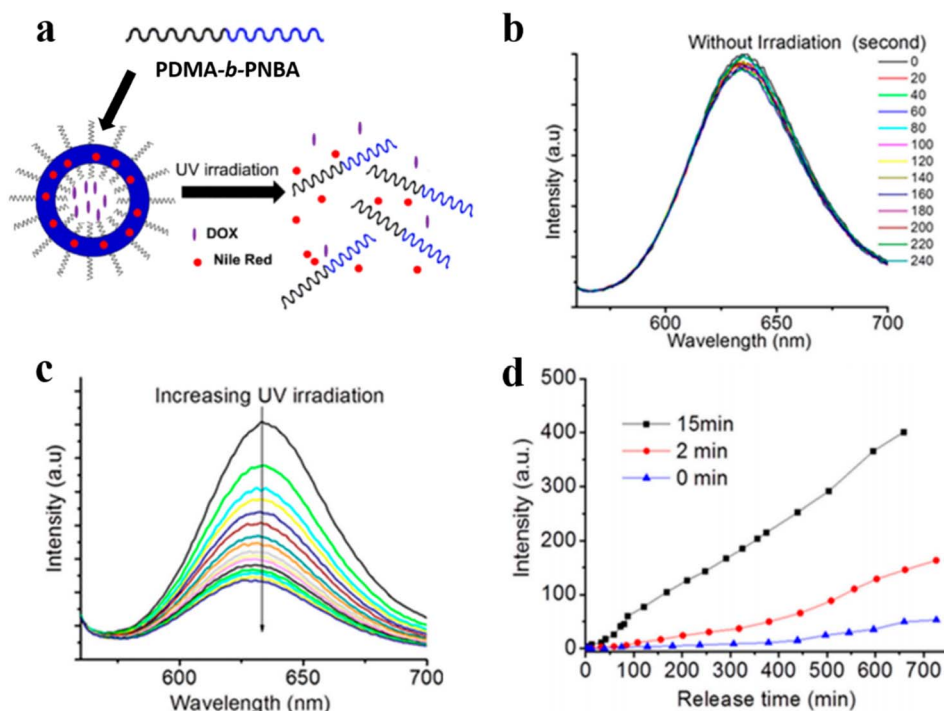 a
PDMA-b-PNBA
UV irradiation
DOX
Nile Red
b
Without Irradiation (second)
0
20
40
60
80
100
120
140
160
180
200
220
240
Intensity (a.u)
600
650
700
Wavelength (nm)
c
Increasing UV irradiation
Intensity (a.u)
600
650
700
Wavelength (nm)
d
500
400
300
200
100
0
15min
2 min
0 min
Intensity (a.u.)
0 100 200 300 400 500 600 700
Release time (min)